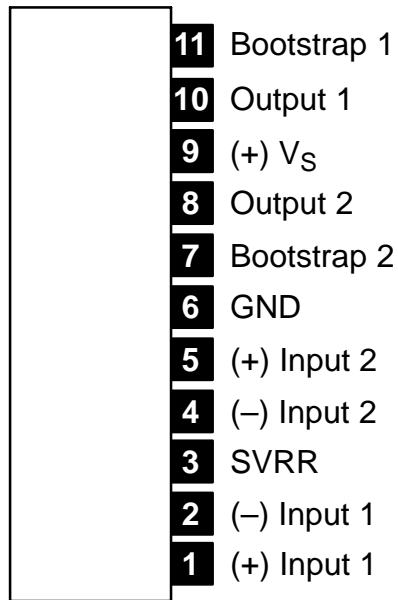 11 Bootstrap 1
10 Output 1
9 (+) VS
8 Output 2
7 Bootstrap 2
6 GND
5 (+) Input 2
4 (–) Input 2
3 SVRR
2 (–) Input 1
1 (+) Input 1